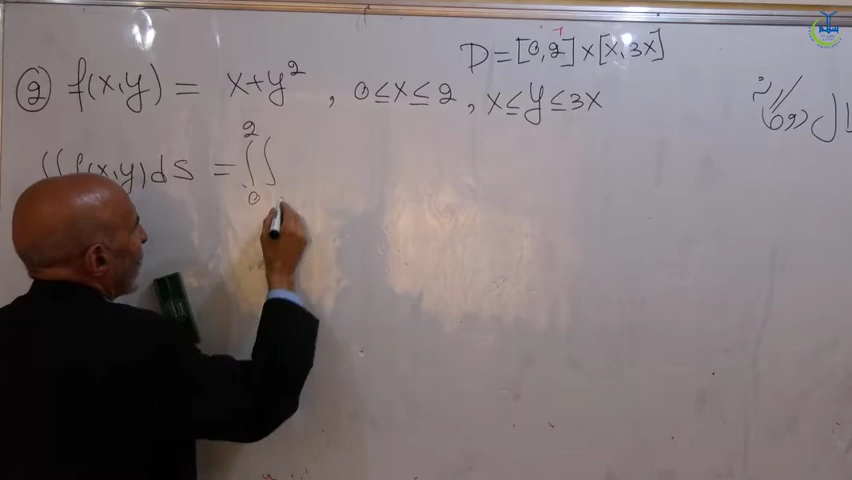 D = [0,2] × [x, 3x]
② f(x,y) = x+y² , 0≤x≤2 , x≤y≤3x
∬ f(x,y) ds = ∫₀² ∫